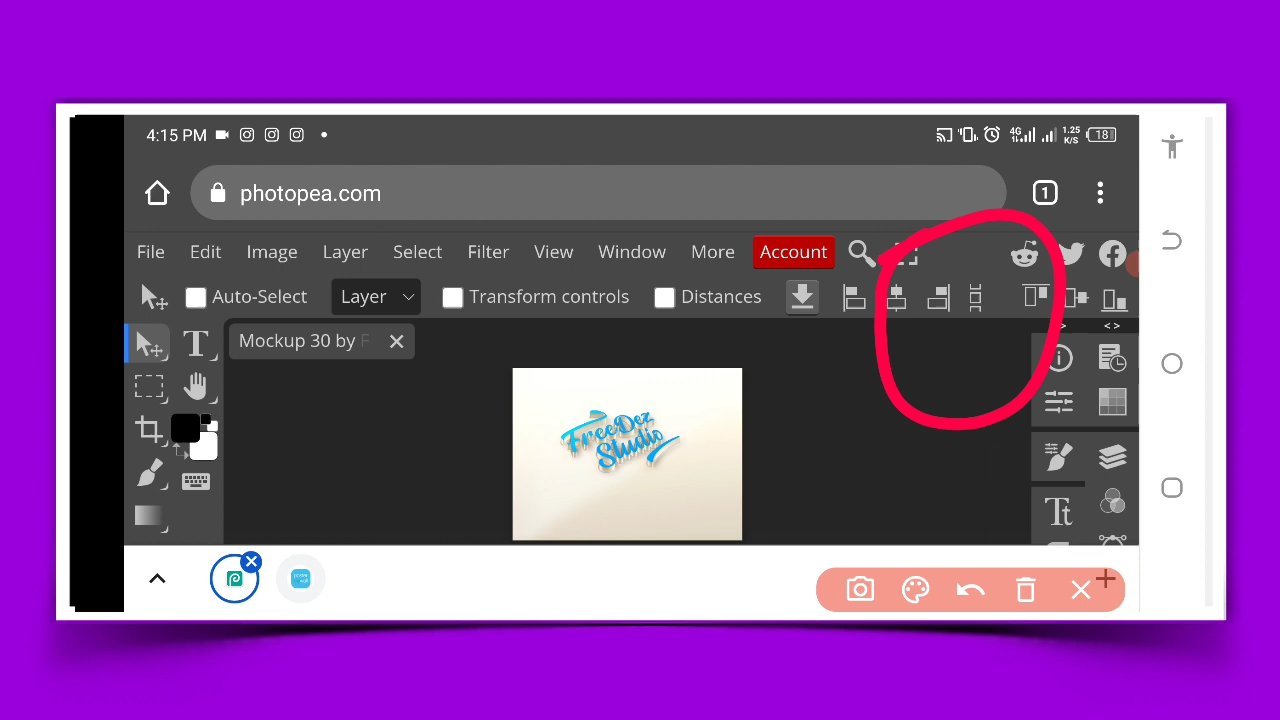 4:15 PM
4G
1.25
K/S
18
photopea.com
1
File Edit Image Layer Select Filter View Window More Account
Auto-Select Layer Transform controls Distances
Mockup 30 by F
FreeDez
Studio